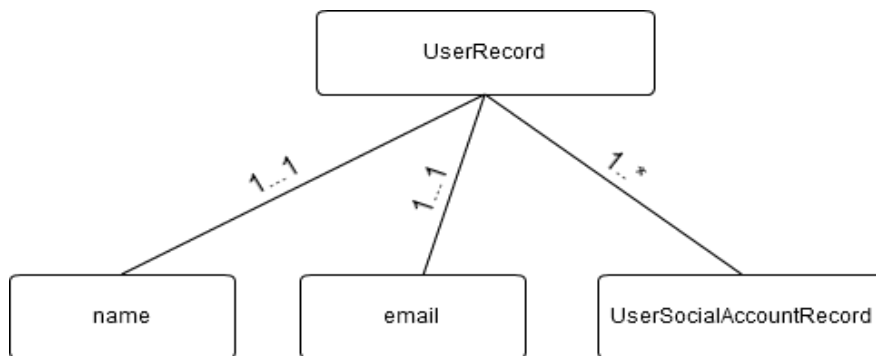 UserRecord
1...1
1...1
1..*
name
email
UserSocialAccountRecord